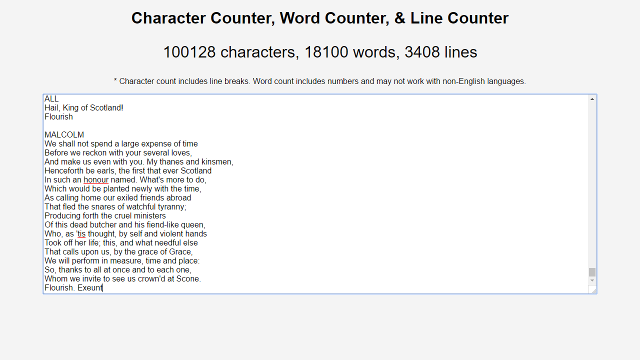 Character Counter, Word Counter, & Line Counter
100128 characters, 18100 words, 3408 lines
* Character count includes line breaks. Word count includes numbers and may not work with non-English languages.
ALL
Hail, King of Scotland!
Flourish
MALCOLM
We shall not spend a large expense of time
Before we reckon with your several loves,
And make us even with you. My thanes and kinsmen,
Henceforth be earls, the first that ever Scotland
In such an honour named. What's more to do,
Which would be planted newly with the time,
As calling home our exiled friends abroad
That fled the snares of watchful tyranny;
Producing forth the cruel ministers
Of this dead butcher and his fiend-like queen,
Who, as 'tis thought, by self and violent hands
Took off her life; this, and what needful else
That calls upon us, by the grace of Grace,
We will perform in measure, time and place:
So, thanks to all at once and to each one,
Whom we invite to see us crown'd at Scone.
Flourish. Exeunt